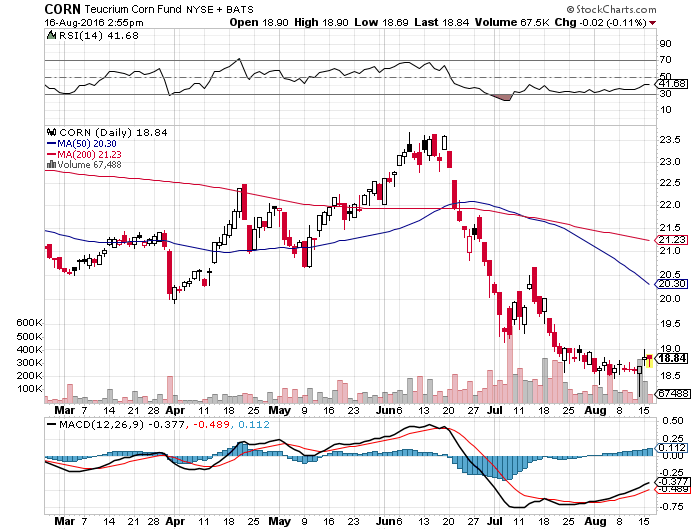 CORN Teucrium Corn Fund NYSE + BATS © StockCharts.com
16-Aug-2016 2:55pm Open 18.90 High 18.90 Low 18.69 Last 18.84 Volume 67.5K Chg -0.02 (-0.11%)
RSI(14) 41.68
90
70
50
41.68
30
10
CORN (Daily) 18.84
MA(50) 20.30
MA(200) 21.23
Volume 67,488
23.5
23.0
22.5
22.0
21.5
21.23
21.0
20.30
20.0
19.5
600K
500K 19.0
400K 18.84
300K
200K 18.5
100K 67488
Mar 7 14 21 28 Apr 11 18 25 May 9 16 23 Jun 6 13 20 27 Jul 11 18 25 Aug 8 15
MACD(12,26,9) -0.377, -0.489, 0.112
0.50
0.25
0.112
0.00
-0.25
-0.377
-0.489
-0.75
Mar 7 14 21 28 Apr 11 18 25 May 9 16 23 Jun 6 13 20 27 Jul 11 18 25 Aug 8 15